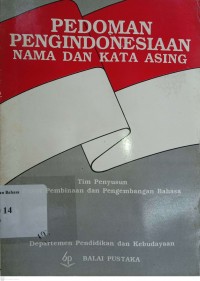 PEDOMAN
PENGINDONESIAAN
NAMA DAN KATA ASING
Tim Penyusun
Pembinaan dan Pengembangan Bahasa
14
Departemen Pendidikan dan Kebudayaan
BALAI PUSTAKA